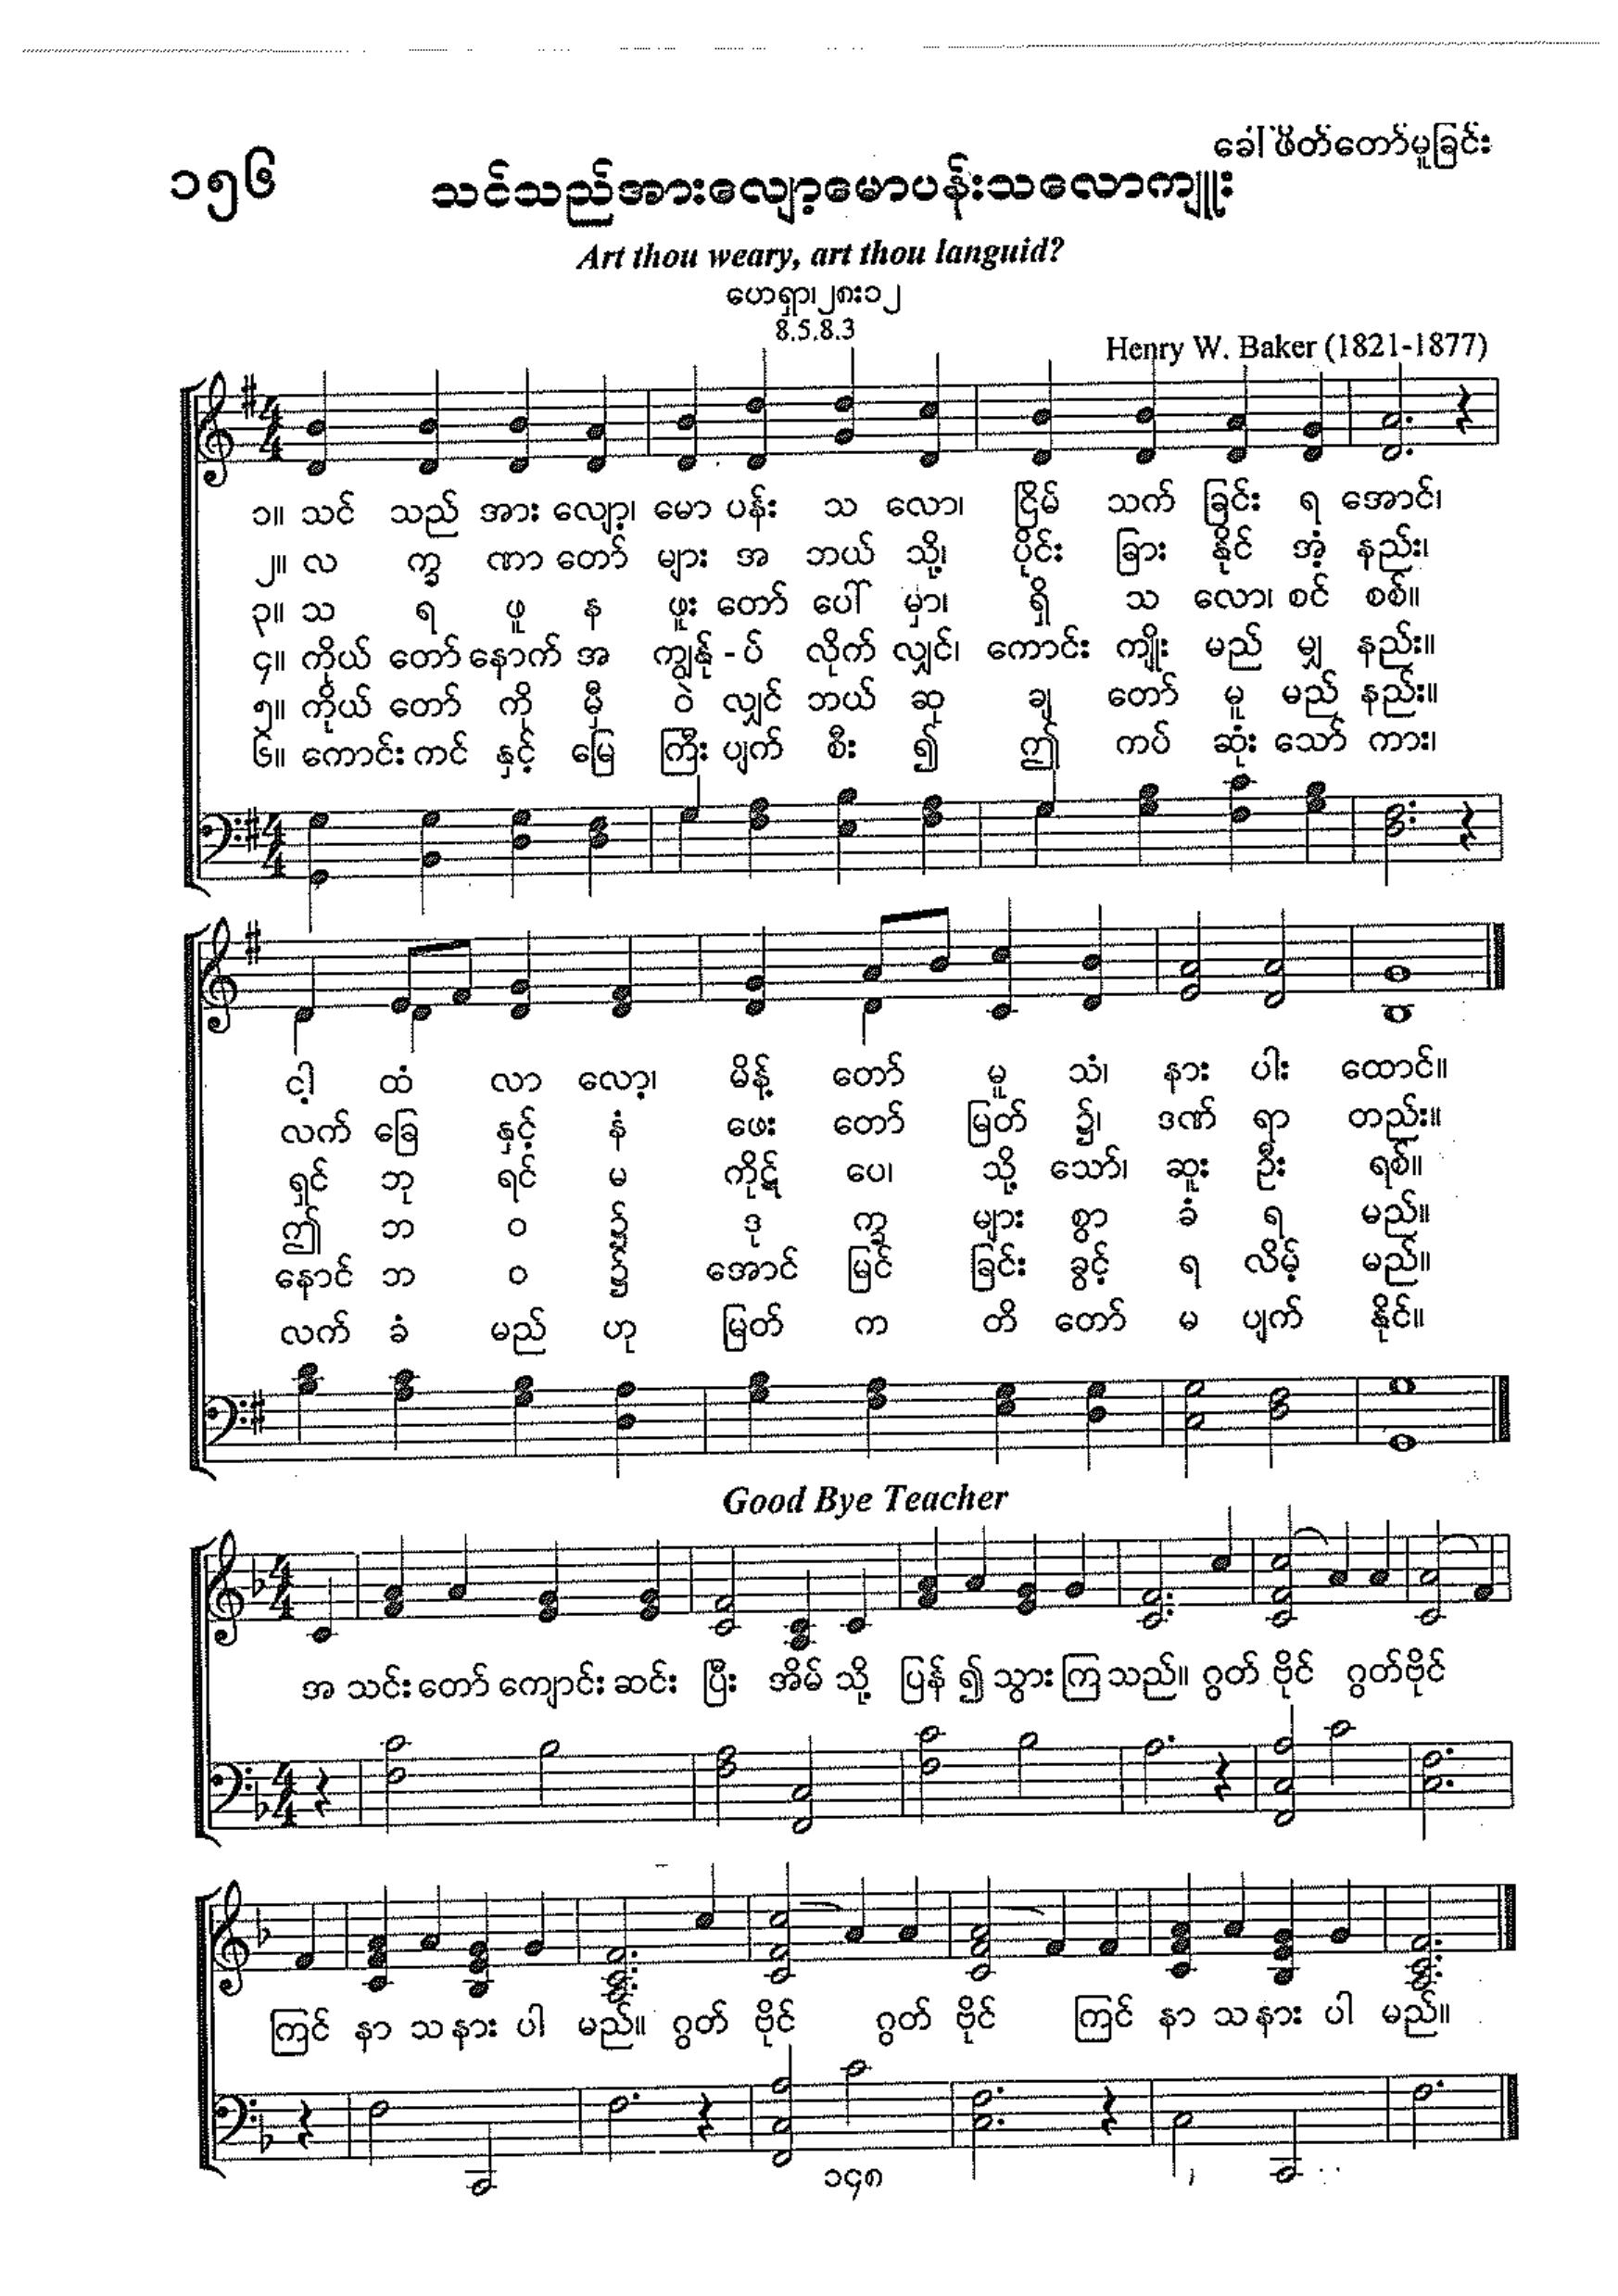 ခေါ်ဖိတ်တော်မူခြင်း
၁၅၆
သင်သည်အားလျော့မောပန်းသလောကျူး
Art thou weary, art thou languid?
ဟေရှာ၊၂၈း၁၂
8.5.8.3
Henry W. Baker (1821-1877)
၁။ သင် သည် အား လျော့၊ မော ပန်း သ လော၊ ငြိမ် သက် ခြင်း ရ အောင်၊
၂။ လ က္ခ ဏာ တော် များ အ ဘယ် သို့၊ ပိုင်း ခြား နိုင် အံ့ နည်း၊
၃။ သ ရ ဖူ န ဖူး တော် ပေါ် မှာ၊ ရှိ သ လော၊ စင် စစ်။
၄။ ကိုယ် တော် နောက် အ ကျွန်ု - ပ် လိုက် လျှင်၊ ကောင်း ကျိုး မည် မျှ နည်း။
၅။ ကိုယ် တော် ကို မှီ ဝဲ လျှင် ဘယ် ဆု ချ တော် မူ မည် နည်း။
၆။ ကောင်း ကင် နှင့် မြေ ကြီး ပျက် စီး ၍ ဤ ကပ် ဆုံး သော် ကား၊
ငါ့ ထံ လာ လော့၊ မိန့် တော် မူ သံ၊ နား ပါး ထောင်။
လက် ခြေ နှင့် နံ ဖေး တော် မြတ် ၌၊ ဒဏ် ရာ တည်း။
ရှင် ဘု ရင် မ ကိုဋ် ပေ၊ သို့ သော်၊ ဆူး ဦး ရစ်။
ဤ ဘ ဝ ဒု က္ခ များ စွာ ခံ ရ မည်။
နောင် ဘ ဝ အောင် မြင် ခြင်း ခွင့် ရ လိမ့် မည်။
လက် ခံ မည် ဟု မြတ် က တိ တော် မ ပျက် နိုင်။
Good Bye Teacher
အ သင်း တော် ကျောင်း ဆင်း ပြီး အိမ် သို့ ပြန် ၍ သွား ကြ သည်။ ဂွတ် ဗိုင် ဂွတ်ဗိုင်
ကြင် နာ သ နား ပါ မည်။ ဂွတ် ဗိုင် ဂွတ် ဗိုင် ကြင် နာ သ နား ပါ မည်။
၁၄၈